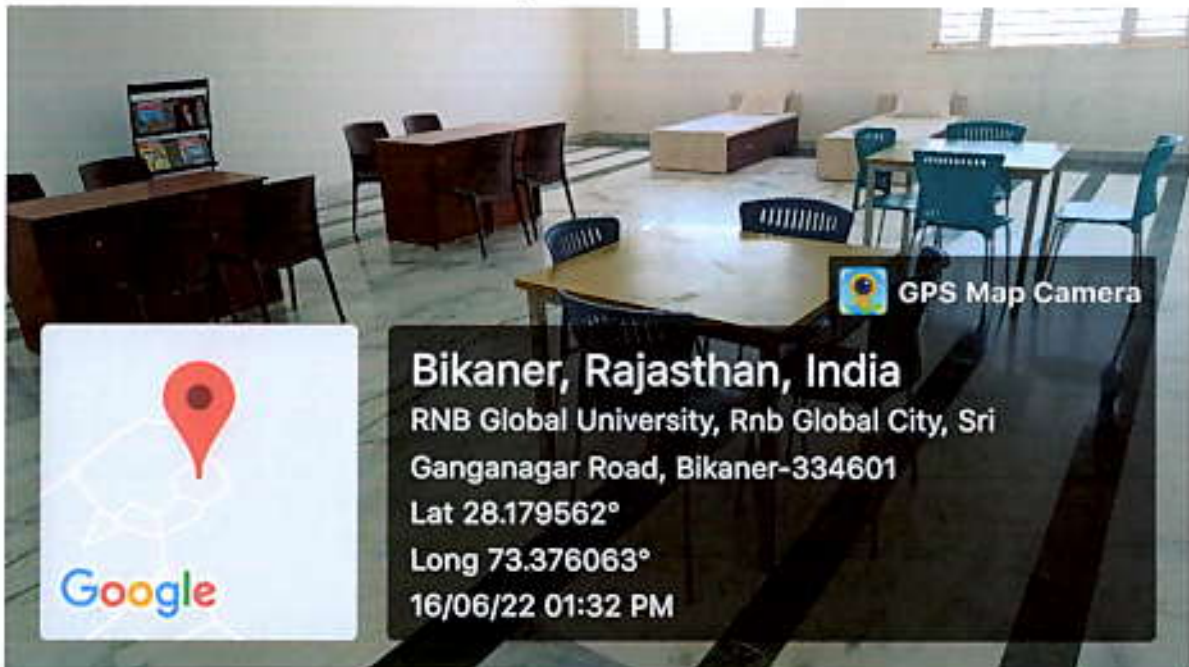 GPS Map Camera
Bikaner, Rajasthan, India
RNB Global University, Rnb Global City, Sri
Ganganagar Road, Bikaner-334601
Lat 28.179562°
Long 73.376063°
16/06/22 01:32 PM
Google